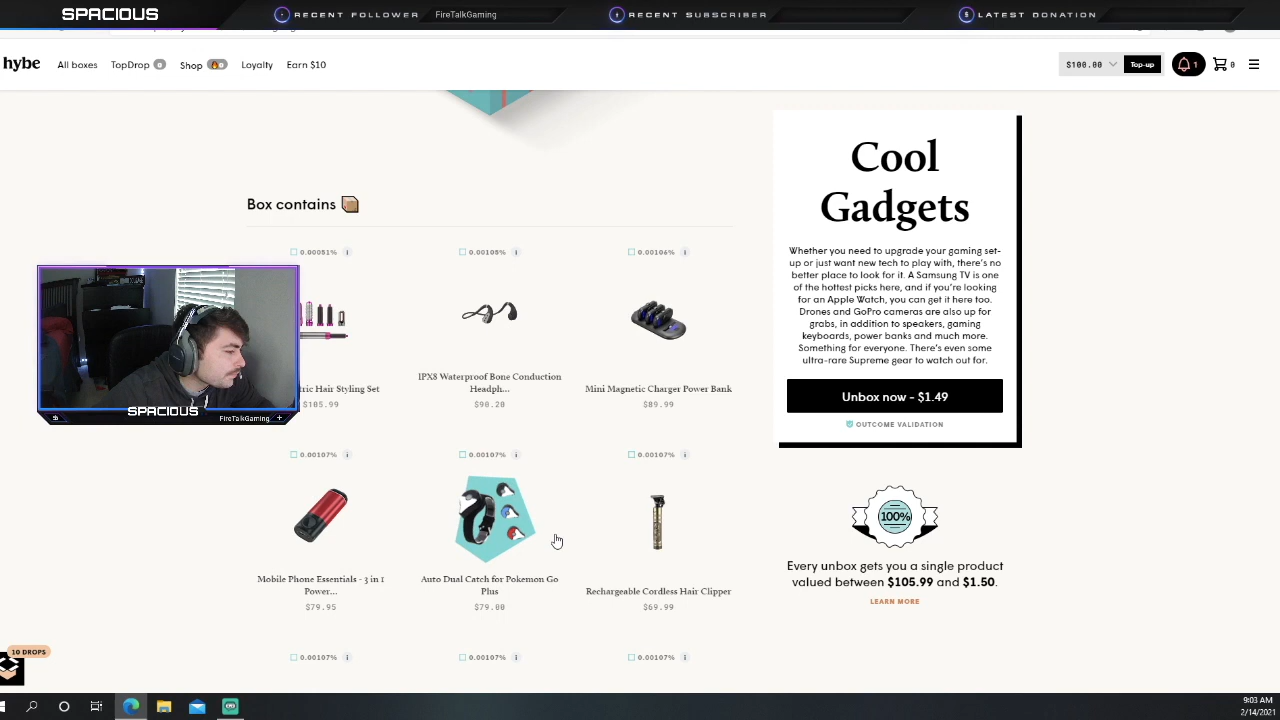 SPACIOUS
RECENT FOLLOWER FireTalkGaming
RECENT SUBSCRIBER
LATEST DONATION
hybe All boxes TopDrop 0 Shop Loyalty Earn $10 $100.00 Top-up 1 0
Box contains
0.00051% i 0.00105% i 0.00106% i
tric Hair Styling Set
IPX8 Waterproof Bone Conduction
Headph...
Mini Magnetic Charger Power Bank
$105.99 $90.20 $89.99
SPACIOUS
FireTalkGaming
0.00107% i 0.00107% i 0.00107% i
Mobile Phone Essentials - 3 in 1
Power...
Auto Dual Catch for Pokemon Go
Plus
Rechargeable Cordless Hair Clipper
$79.95 $79.00 $69.99
0.00107% i 0.00107% i 0.00107% i
Cool
Gadgets
Whether you need to upgrade your gaming set-
up or just want new tech to play with, there's no
better place to look for it. A Samsung TV is one
of the hottest picks here, and if you're looking
for an Apple Watch, you can get it here too.
Drones and GoPro cameras are also up for
grabs, in addition to speakers, gaming
keyboards, power banks and much more.
Something for everyone. There's even some
ultra-rare Supreme gear to watch out for.
Unbox now - $1.49
OUTCOME VALIDATION
100%
Every unbox gets you a single product
valued between $105.99 and $1.50.
LEARN MORE
10 DROPS
9:03 AM
2/14/2021